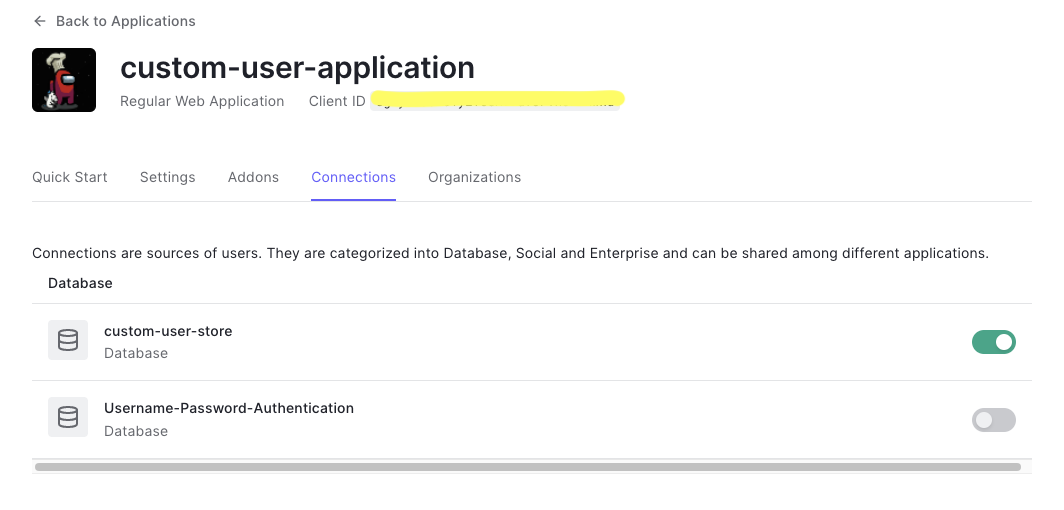 Back to Applications
custom-user-application
Regular Web Application Client ID
Quick Start Settings Addons Connections Organizations
Connections are sources of users. They are categorized into Database, Social and Enterprise and can be shared among different applications.
Database
custom-user-store
Database
Username-Password-Authentication
Database